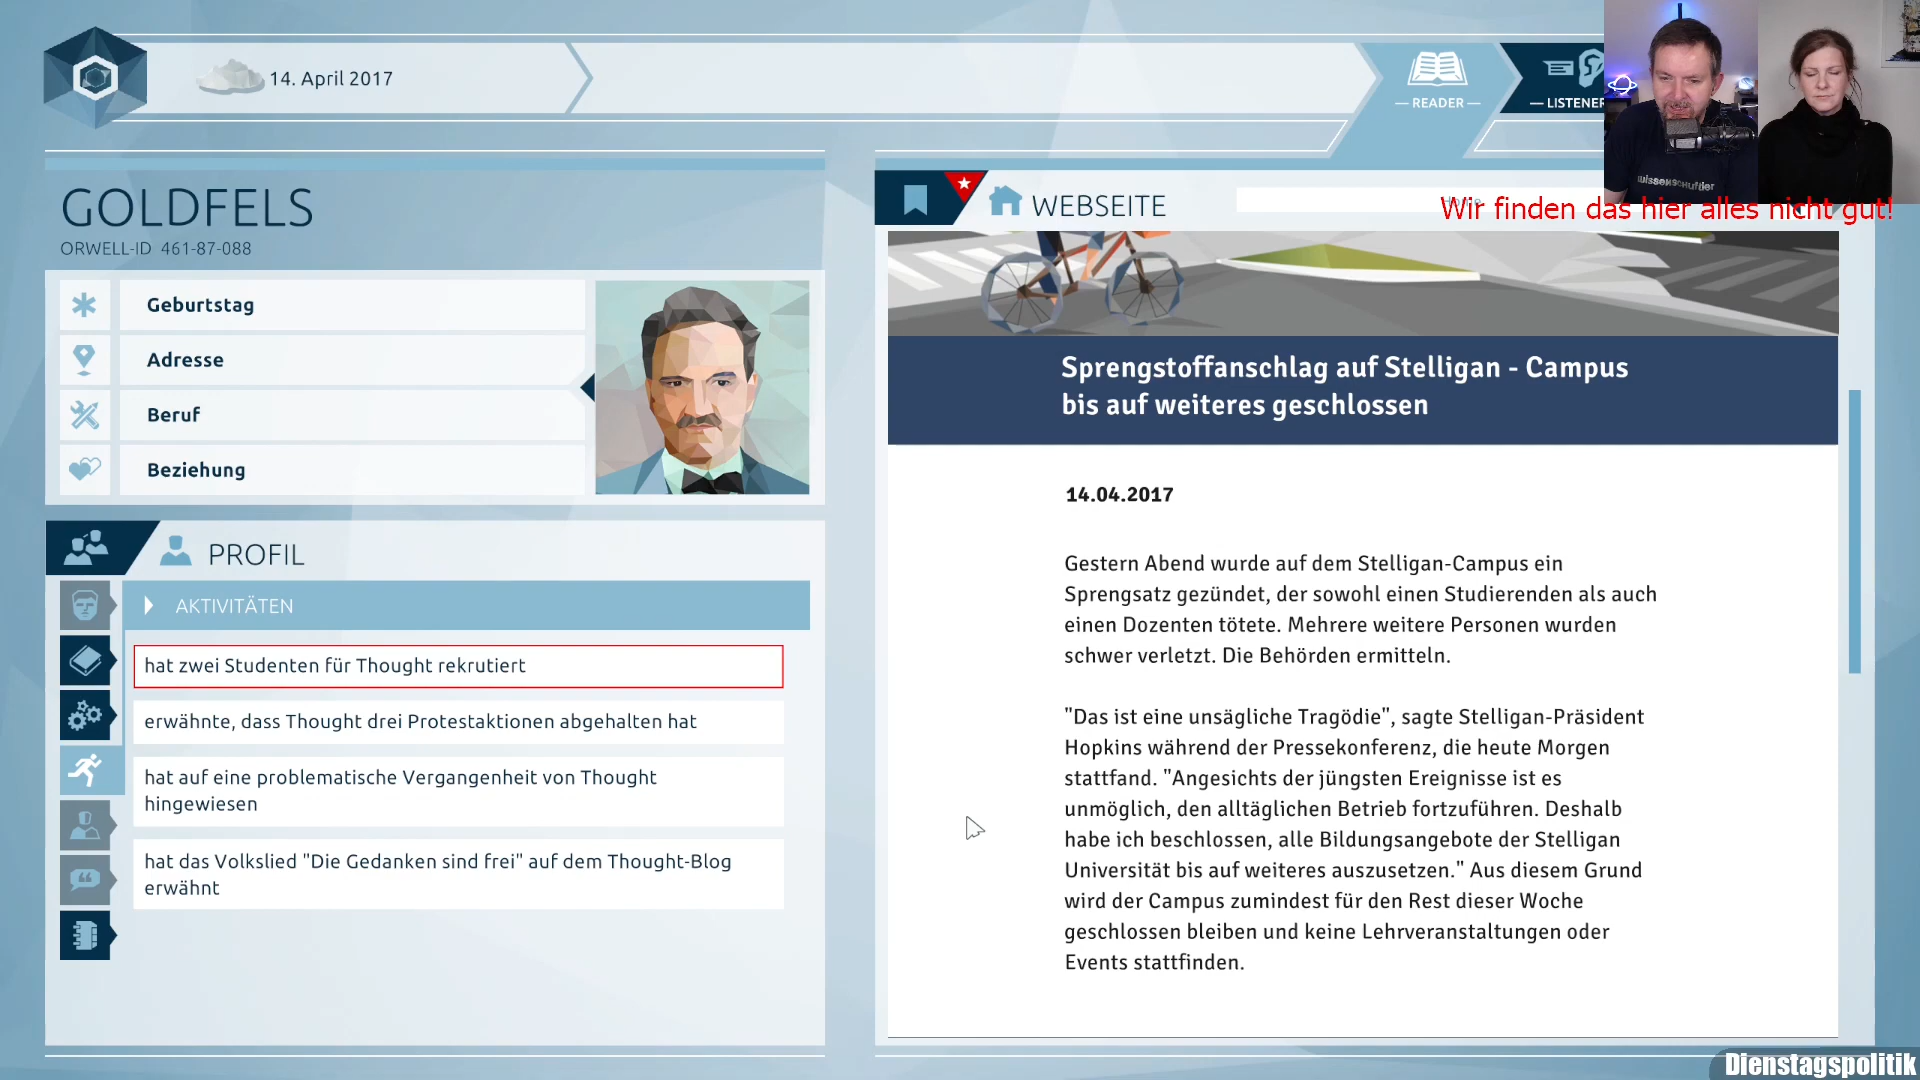 14. April 2017
READER
LISTENER
GOLDFELS
ORWELL-ID 461-87-088
Geburtstag
Adresse
Beruf
Beziehung
PROFIL
AKTIVITÄTEN
hat zwei Studenten für Thought rekrutiert
erwähnte, dass Thought drei Protestaktionen abgehalten hat
hat auf eine problematische Vergangenheit von Thought
hingewiesen
hat das Volkslied "Die Gedanken sind frei" auf dem Thought-Blog
erwähnt
WEBSEITE
wissenschaftler
Wir finden das hier alles nicht gut!
Sprengstoffanschlag auf Stelligan - Campus
bis auf weiteres geschlossen
14.04.2017
Gestern Abend wurde auf dem Stelligan-Campus ein
Sprengsatz gezündet, der sowohl einen Studierenden als auch
einen Dozenten tötete. Mehrere weitere Personen wurden
schwer verletzt. Die Behörden ermitteln.
"Das ist eine unsägliche Tragödie", sagte Stelligan-Präsident
Hopkins während der Pressekonferenz, die heute Morgen
stattfand. "Angesichts der jüngsten Ereignisse ist es
unmöglich, den alltäglichen Betrieb fortzuführen. Deshalb
habe ich beschlossen, alle Bildungsangebote der Stelligan
Universität bis auf weiteres auszusetzen." Aus diesem Grund
wird der Campus zumindest für den Rest dieser Woche
geschlossen bleiben und keine Lehrveranstaltungen oder
Events stattfinden.
Dienstagspolitik